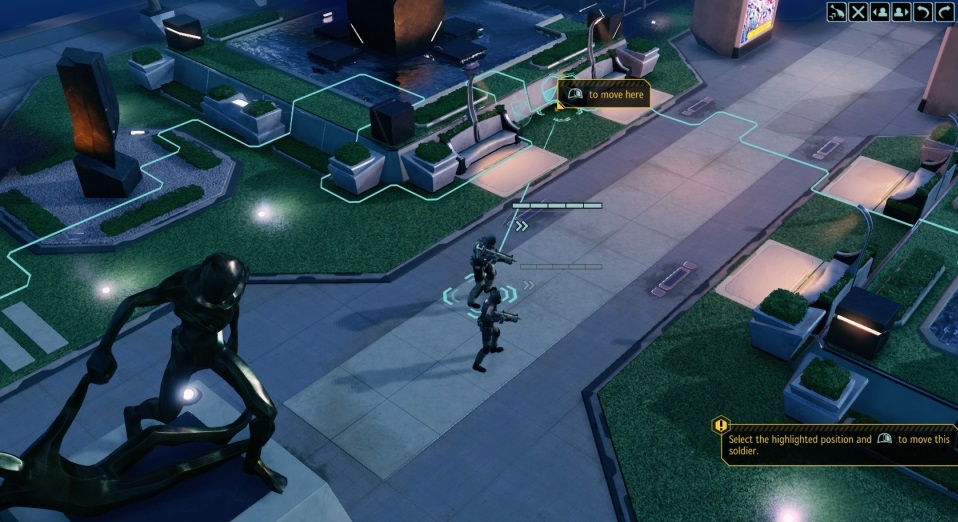 to move here
Select the highlighted position and to move this
soldier.